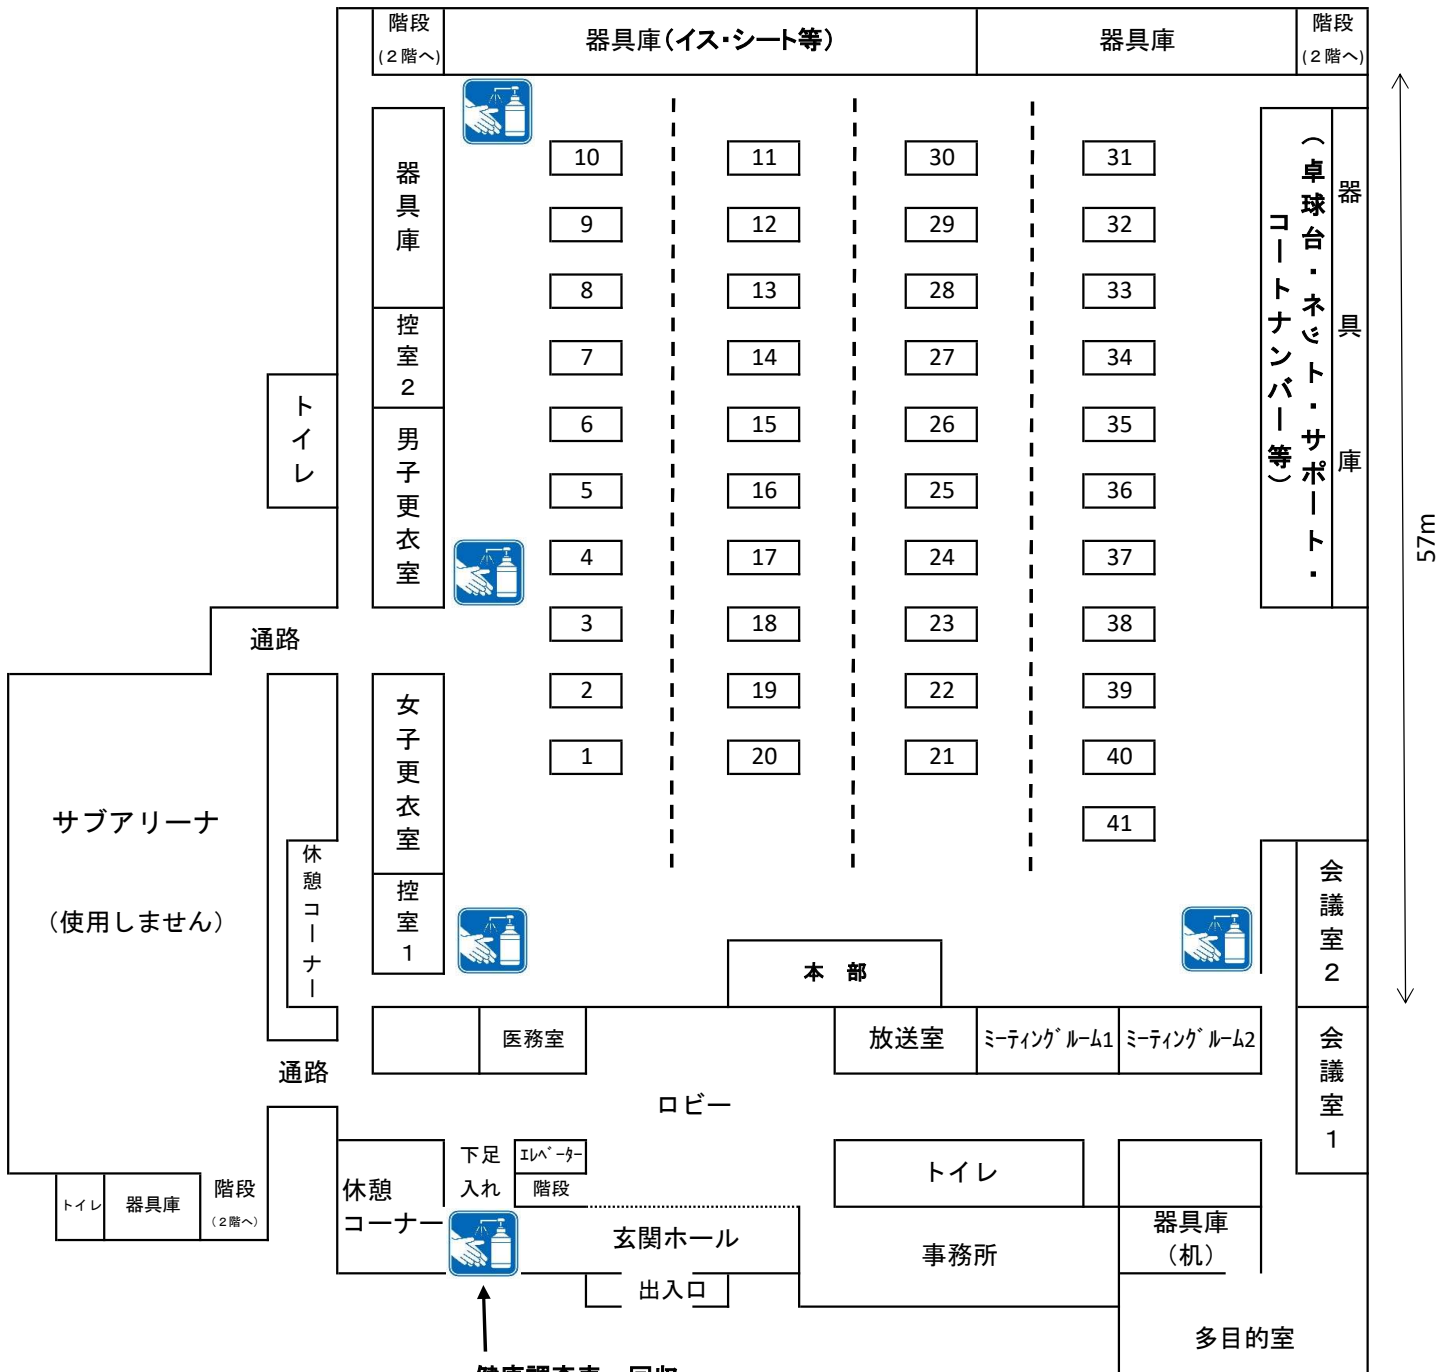 階段
(２階へ)
器具庫(イス・シート等)
器具庫
階段
(２階へ)
器具庫
控室２
男子更衣室
女子更衣室
控室１
トイレ
通路
10
11
30
31
9
12
29
32
8
13
28
33
7
14
27
34
6
15
26
35
5
16
25
36
4
17
24
37
3
18
23
38
2
19
22
39
1
20
21
40
41
器具庫
（卓球台・ネット・サポート・
コートナンバー等）
57m
サブアリーナ
（使用しません）
休憩コーナー
会議室２
会議室１
本 部
医務室
放送室
ﾐｰﾃｨﾝｸﾞﾙｰﾑ1
ﾐｰﾃｨﾝｸﾞﾙｰﾑ2
通路
ロビー
下足
入れ
ｴﾚﾍﾞｰﾀｰ
階段
トイレ
トイレ
器具庫
階段
（２階へ）
休憩
コーナー
玄関ホール
事務所
器具庫
（机）
出入口
多目的室